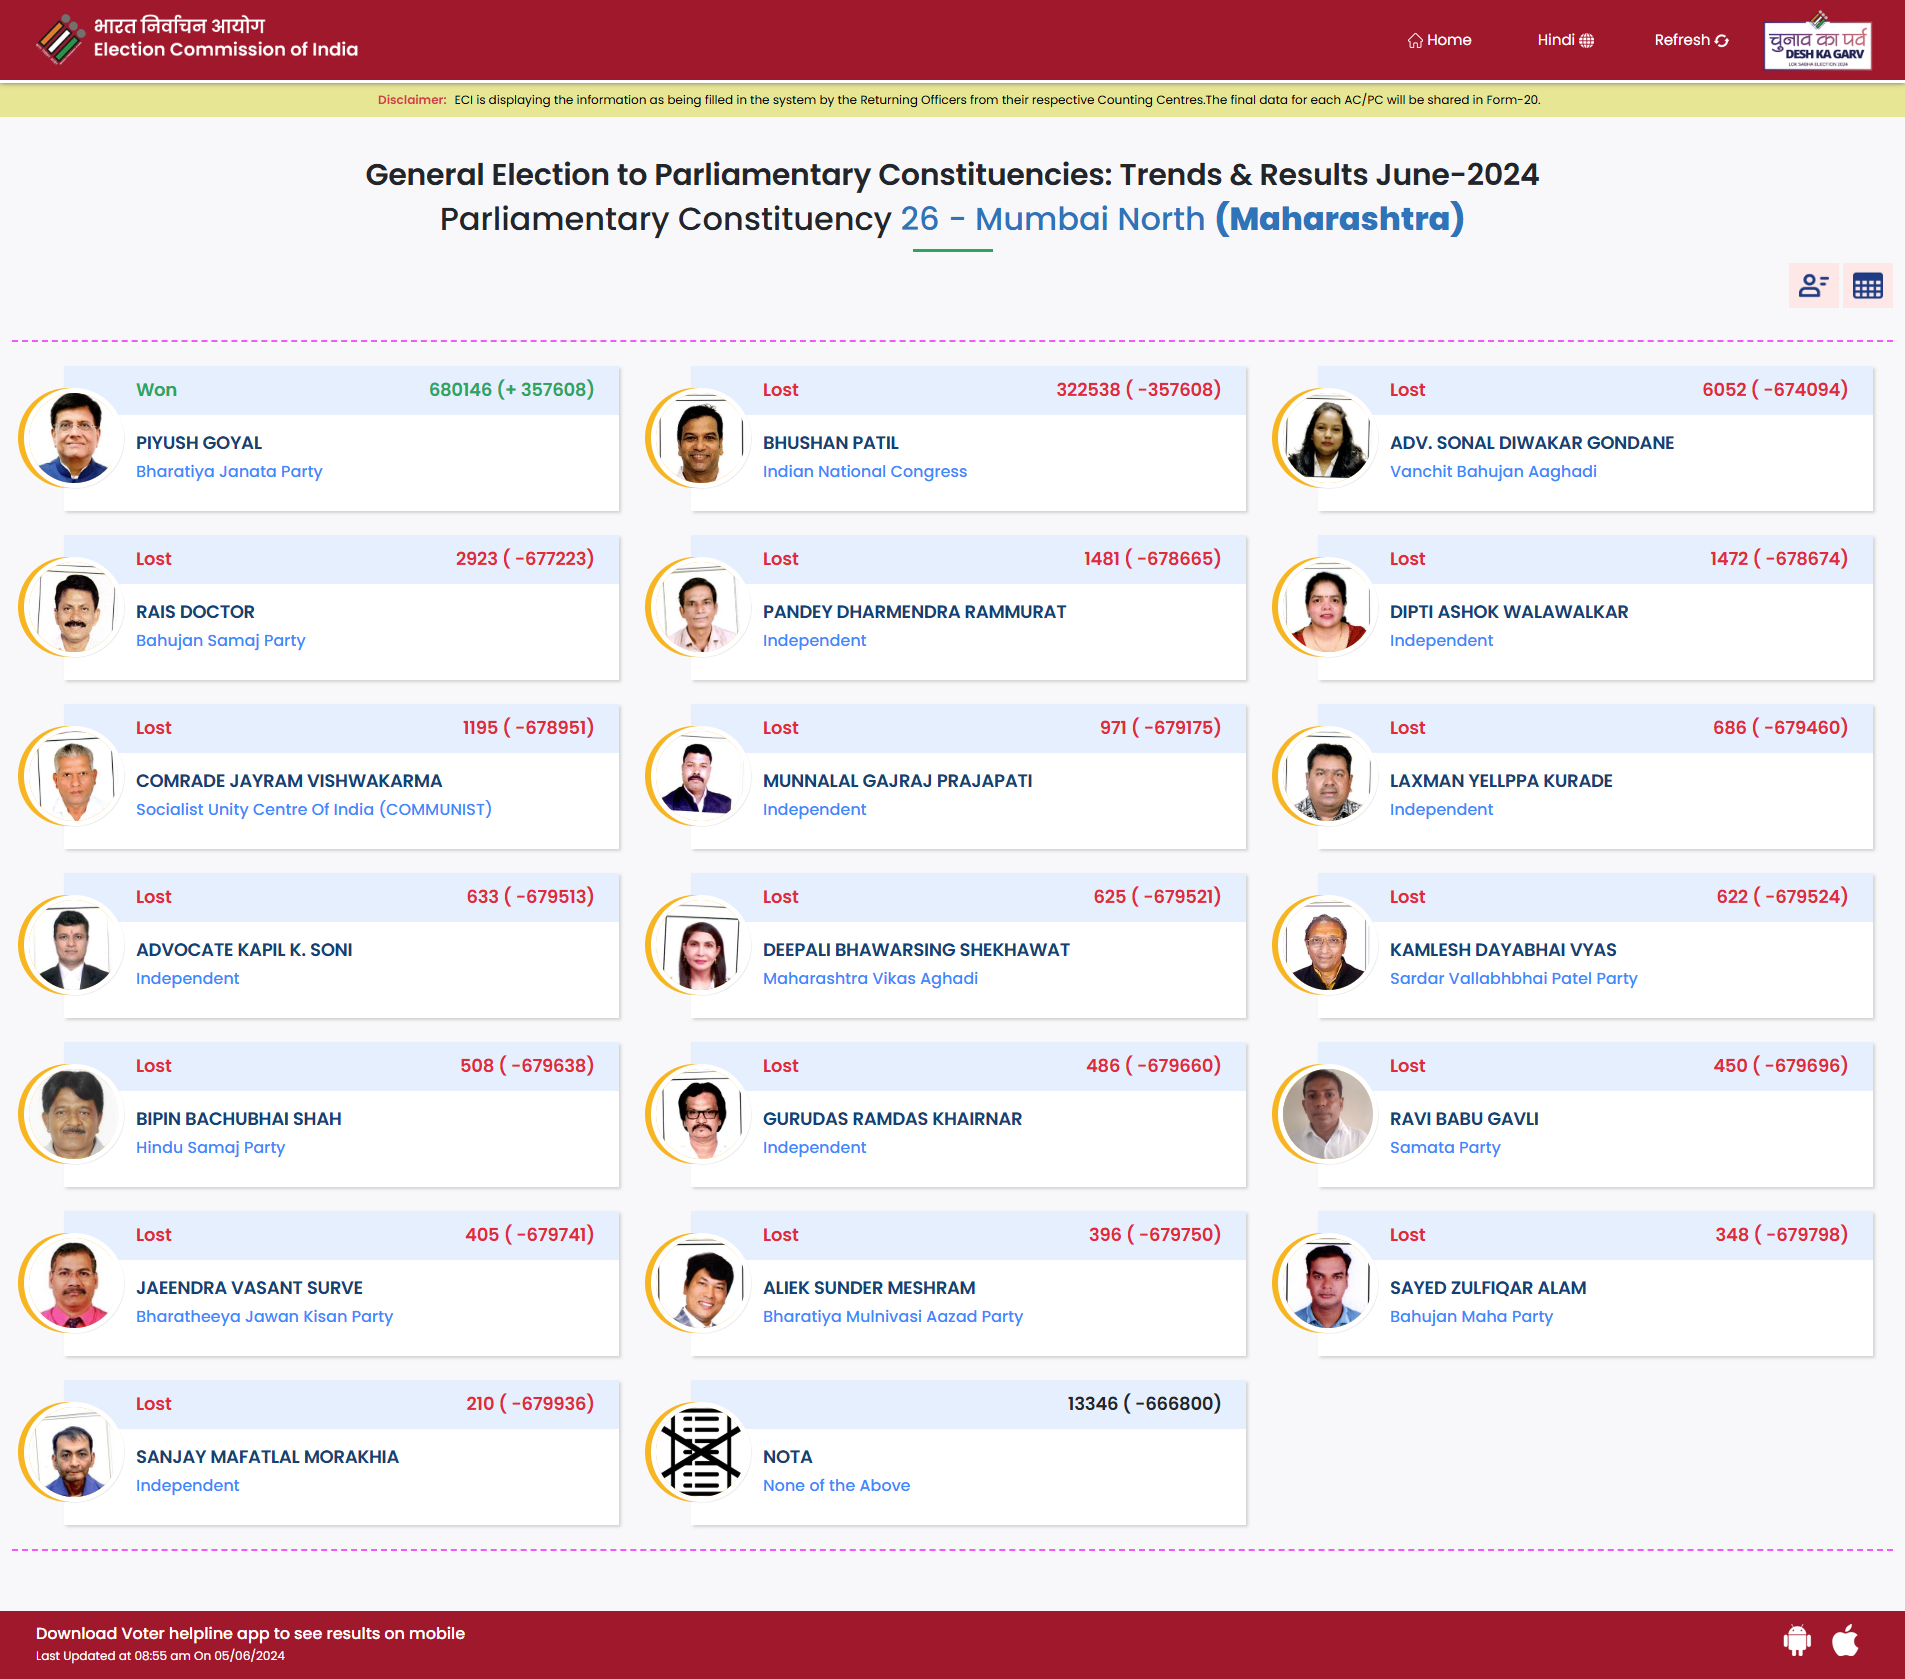 भारत निर्वाचन आयोग
Election Commission of India
Home
Hindi
Refresh
चुनाव का पर्व
DESH KA GARV
LOK SABHA ELECTION 2024
Disclaimer: ECI is displaying the information as being filled in the system by the Returning Officers from their respective Counting Centres.The final data for each AC/PC will be shared in Form-20.
General Election to Parliamentary Constituencies: Trends & Results June-2024
Parliamentary Constituency 26 - Mumbai North (Maharashtra)
Won 680146 (+ 357608)
PIYUSH GOYAL
Bharatiya Janata Party
Lost 322538 ( -357608)
BHUSHAN PATIL
Indian National Congress
Lost 6052 ( -674094)
ADV. SONAL DIWAKAR GONDANE
Vanchit Bahujan Aaghadi
Lost 2923 ( -677223)
RAIS DOCTOR
Bahujan Samaj Party
Lost 1481 ( -678665)
PANDEY DHARMENDRA RAMMURAT
Independent
Lost 1472 ( -678674)
DIPTI ASHOK WALAWALKAR
Independent
Lost 1195 ( -678951)
COMRADE JAYRAM VISHWAKARMA
Socialist Unity Centre Of India (COMMUNIST)
Lost 971 ( -679175)
MUNNALAL GAJRAJ PRAJAPATI
Independent
Lost 686 ( -679460)
LAXMAN YELLPPA KURADE
Independent
Lost 633 ( -679513)
ADVOCATE KAPIL K. SONI
Independent
Lost 625 ( -679521)
DEEPALI BHAWARSING SHEKHAWAT
Maharashtra Vikas Aghadi
Lost 622 ( -679524)
KAMLESH DAYABHAI VYAS
Sardar Vallabhbhai Patel Party
Lost 508 ( -679638)
BIPIN BACHUBHAI SHAH
Hindu Samaj Party
Lost 486 ( -679660)
GURUDAS RAMDAS KHAIRNAR
Independent
Lost 450 ( -679696)
RAVI BABU GAVLI
Samata Party
Lost 405 ( -679741)
JAEENDRA VASANT SURVE
Bharatheeya Jawan Kisan Party
Lost 396 ( -679750)
ALIEK SUNDER MESHRAM
Bharatiya Mulnivasi Aazad Party
Lost 348 ( -679798)
SAYED ZULFIQAR ALAM
Bahujan Maha Party
Lost 210 ( -679936)
SANJAY MAFATLAL MORAKHIA
Independent
13346 ( -666800)
NOTA
None of the Above
Download Voter helpline app to see results on mobile
Last Updated at 08:55 am On 05/06/2024